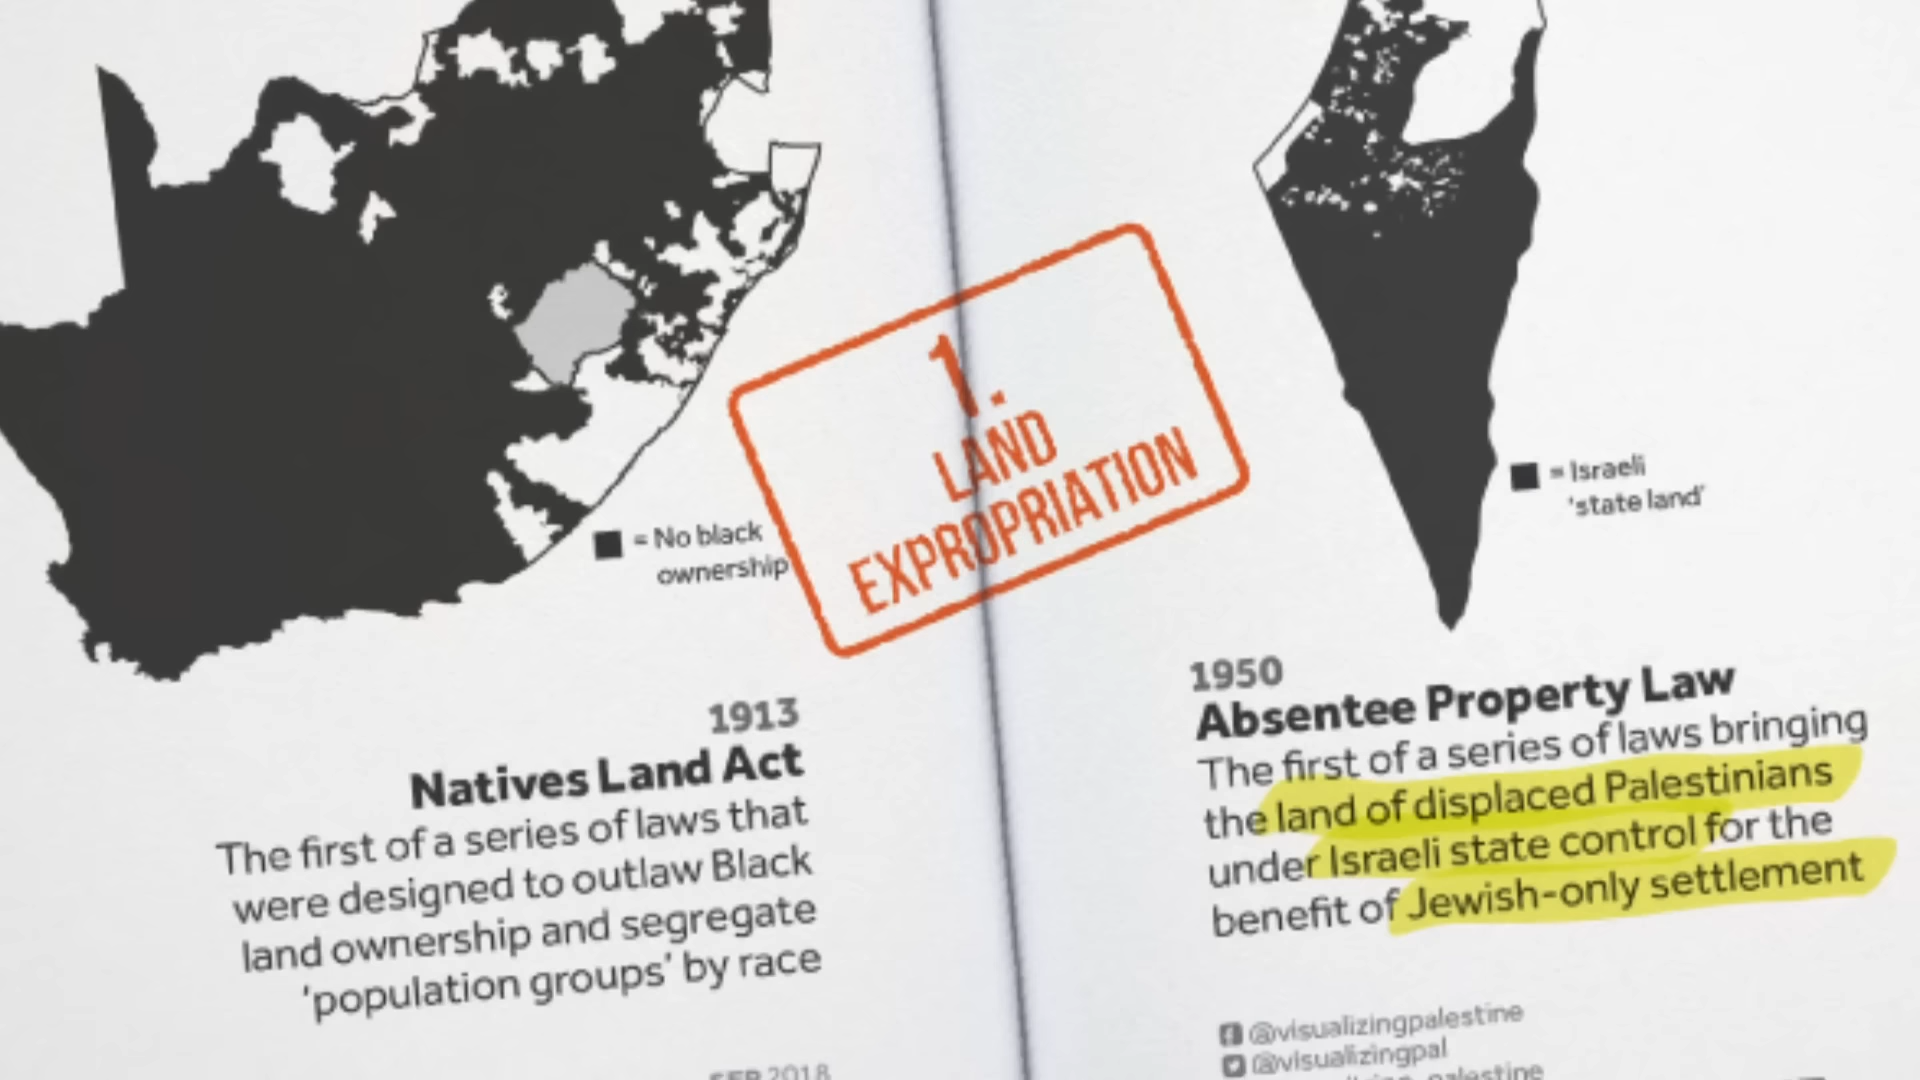 = No black
ownership
1.
LAND
EXPROPRIATION
= Israeli
'state land'
1913
Natives Land Act
The first of a series of laws that
were designed to outlaw Black
land ownership and segregate
'population groups' by race
SEP 2018
1950
Absentee Property Law
The first of a series of laws bringing
the land of displaced Palestinians
under Israeli state control for the
benefit of Jewish-only settlement
@visualizingpalestine
@visualizingpal
palestine